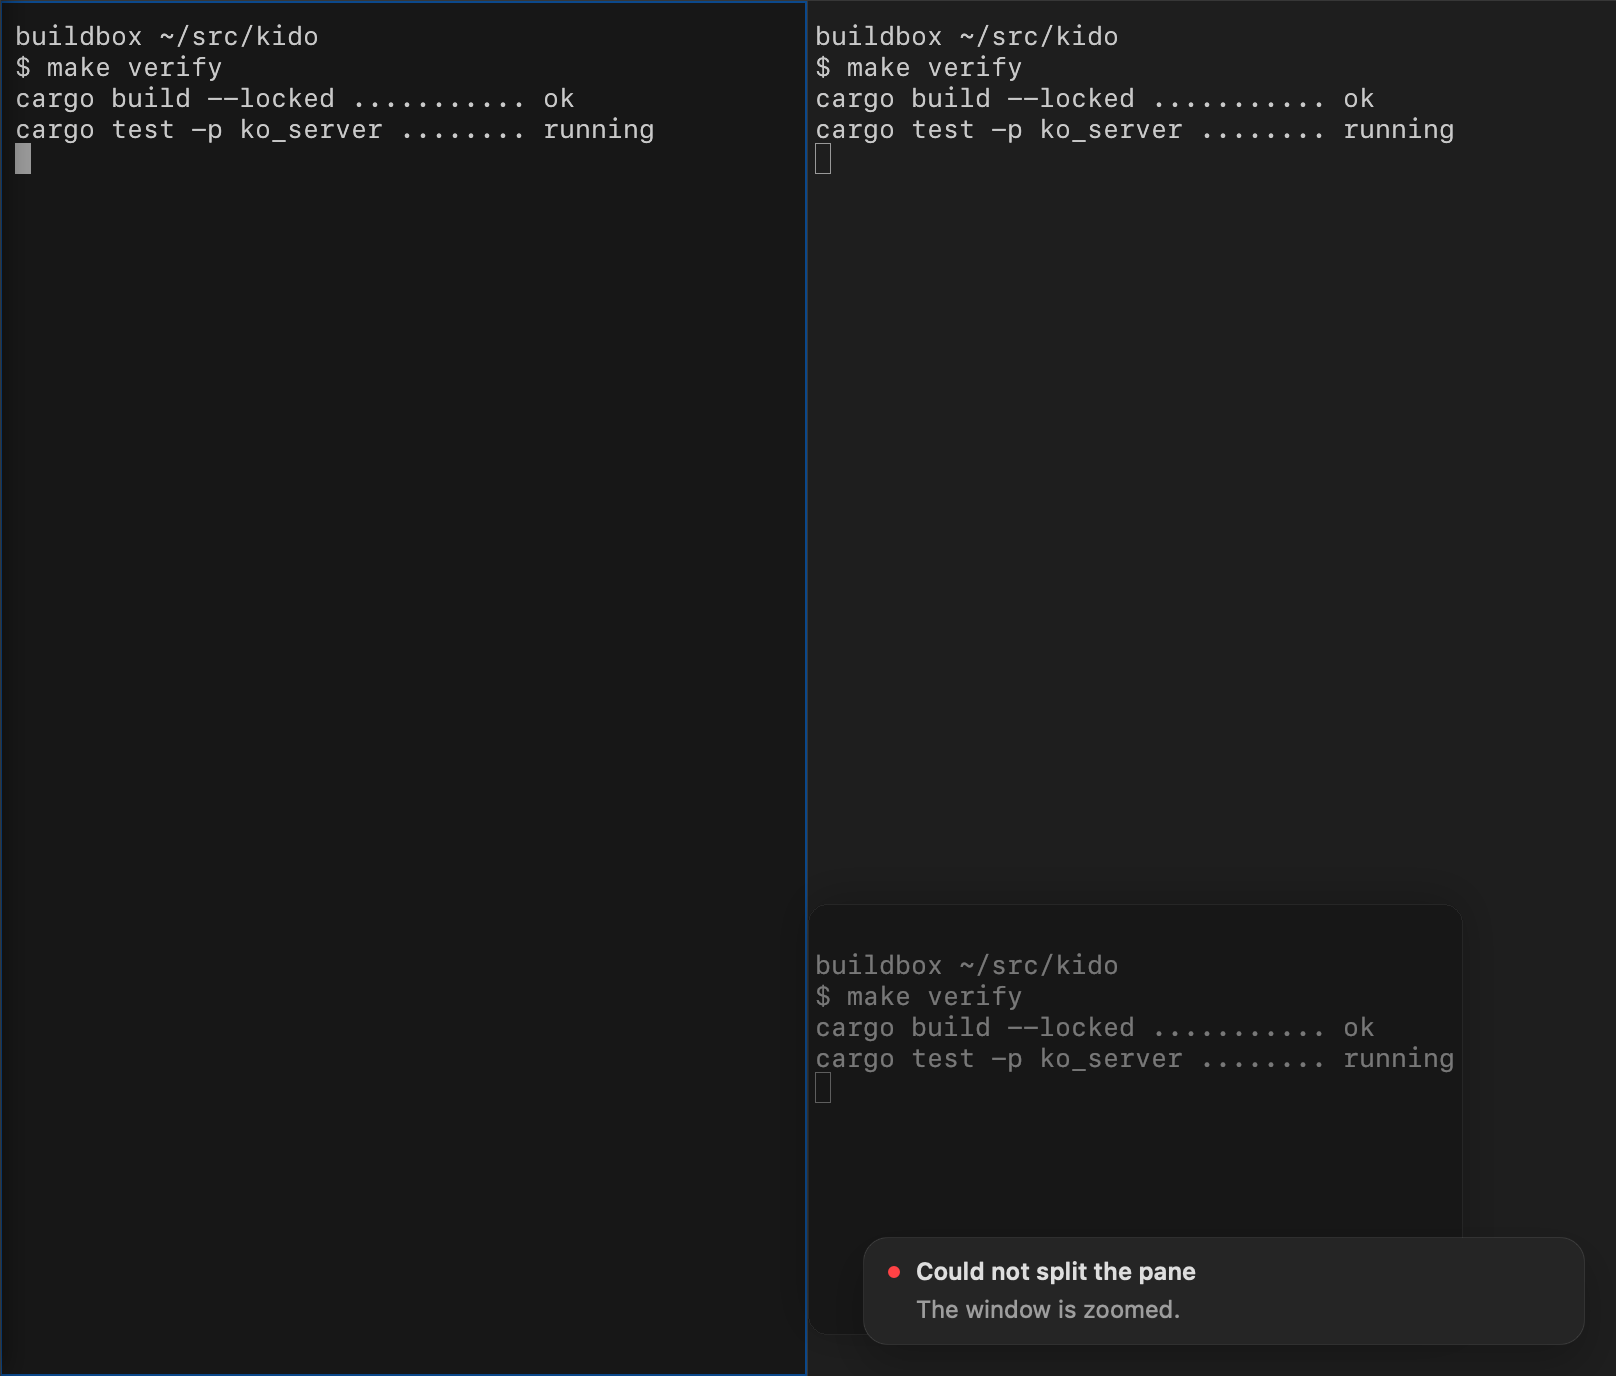 buildbox ~/src/kido
$ make verify
cargo build --locked ........... ok
cargo test -p ko_server ........ running
buildbox ~/src/kido
$ make verify
cargo build --locked ........... ok
cargo test -p ko_server ........ running
buildbox ~/src/kido
$ make verify
cargo build --locked ........... ok
cargo test -p ko_server ........ running
Could not split the pane
The window is zoomed.